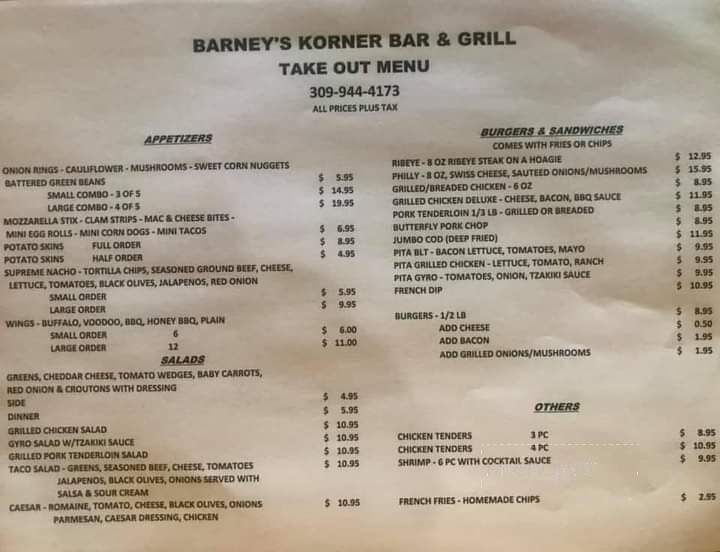 BARNEY'S KORNER BAR & GRILL
TAKE OUT MENU
309-944-4173
ALL PRICES PLUS TAX
APPETIZERS
ONION RINGS - CAULIFLOWER - MUSHROOMS - SWEET CORN NUGGETS
BATTERED GREEN BEANS $ 5.95
SMALL COMBO - 3 OF 5 $ 14.95
LARGE COMBO - 4 OF 5 $ 19.95
MOZZARELLA STIX - CLAM STRIPS - MAC & CHEESE BITES -
MINI EGG ROLLS - MINI CORN DOGS - MINI TACOS $ 6.95
POTATO SKINS FULL ORDER $ 8.95
POTATO SKINS HALF ORDER $ 4.95
SUPREME NACHO - TORTILLA CHIPS, SEASONED GROUND BEEF, CHEESE,
LETTUCE, TOMATOES, BLACK OLIVES, JALAPENOS, RED ONION
SMALL ORDER $ 5.95
LARGE ORDER $ 9.95
WINGS - BUFFALO, VOODOO, BBQ, HONEY BBQ, PLAIN
SMALL ORDER 6 $ 6.00
LARGE ORDER 12 $ 11.00
SALADS
GREENS, CHEDDAR CHEESE, TOMATO WEDGES, BABY CARROTS,
RED ONION & CROUTONS WITH DRESSING
SIDE $ 4.95
DINNER $ 5.95
GRILLED CHICKEN SALAD $ 10.95
GYRO SALAD W/TZAKIKI SAUCE $ 10.95
GRILLED PORK TENDERLOIN SALAD $ 10.95
TACO SALAD - GREENS, SEASONED BEEF, CHEESE, TOMATOES $ 10.95
JALAPENOS, BLACK OLIVES, ONIONS SERVED WITH
SALSA & SOUR CREAM
CAESAR - ROMAINE, TOMATO, CHEESE, BLACK OLIVES, ONIONS $ 10.95
PARMESAN, CAESAR DRESSING, CHICKEN
BURGERS & SANDWICHES
COMES WITH FRIES OR CHIPS
RIBEYE - 8 OZ RIBEYE STEAK ON A HOAGIE $ 12.95
PHILLY - 8 OZ, SWISS CHEESE, SAUTEED ONIONS/MUSHROOMS $ 15.95
GRILLED/BREADED CHICKEN - 6 OZ $ 8.95
GRILLED CHICKEN DELUXE - CHEESE, BACON, BBQ SAUCE $ 11.95
PORK TENDERLOIN 1/3 LB - GRILLED OR BREADED $ 8.95
BUTTERFLY PORK CHOP $ 8.95
JUMBO COD (DEEP FRIED) $ 11.95
PITA BLT - BACON LETTUCE, TOMATOES, MAYO $ 9.95
PITA GRILLED CHICKEN - LETTUCE, TOMATO, RANCH $ 9.95
PITA GYRO - TOMATOES, ONION, TZAKIKI SAUCE $ 9.95
FRENCH DIP $ 10.95
BURGERS - 1/2 LB $ 8.95
ADD CHEESE $ 0.50
ADD BACON $ 1.95
ADD GRILLED ONIONS/MUSHROOMS $ 1.95
OTHERS
CHICKEN TENDERS 3 PC $ 8.95
CHICKEN TENDERS 4 PC $ 10.95
SHRIMP - 6 PC WITH COCKTAIL SAUCE $ 9.95
FRENCH FRIES - HOMEMADE CHIPS $ 2.95